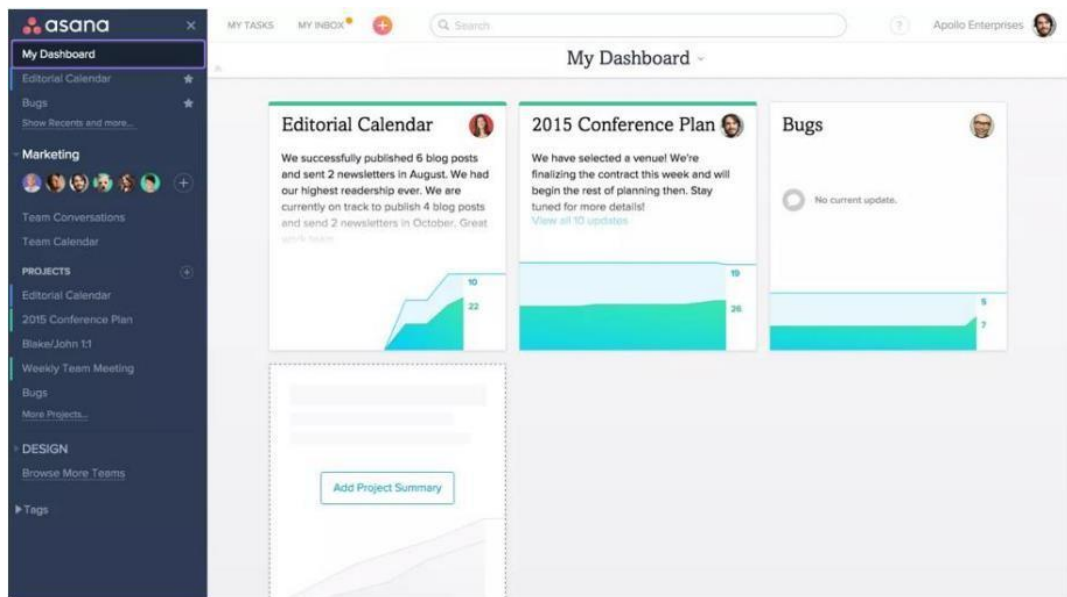 asana
×
My Dashboard
Editorial Calendar
Bugs
Show Recents and more...
Marketing
+
Team Conversations
Team Calendar
PROJECTS
+
Editorial Calendar
2015 Conference Plan
Blake/John 1:1
Weekly Team Meeting
Bugs
More Projects...
DESIGN
Browse More Teams
Tags
MY TASKS
MY INBOX
+
Search
?
Apollo Enterprises
My Dashboard
Editorial Calendar
We successfully published 6 blog posts
and sent 2 newsletters in August. We had
our highest readership ever. We are
currently on track to publish 4 blog posts
and send 2 newsletters in October. Great
work team
10
22
2015 Conference Plan
We have selected a venue! We're
finalizing the contract this week and will
begin the rest of planning then. Stay
tuned for more details!
View all 10 updates
19
26
Bugs
No current update.
5
7
Add Project Summary